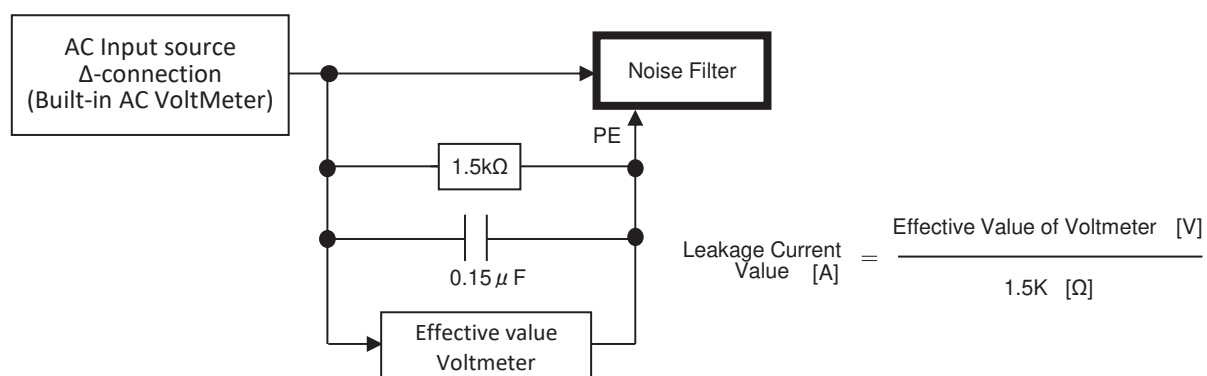 AC Input source
Δ-connection
(Built-in AC VoltMeter)
Noise Filter
PE
1.5kΩ
0.15 μ F
Effective value
Voltmeter
Leakage Current
Value [A]
=
Effective Value of Voltmeter [V]
1.5K [Ω]